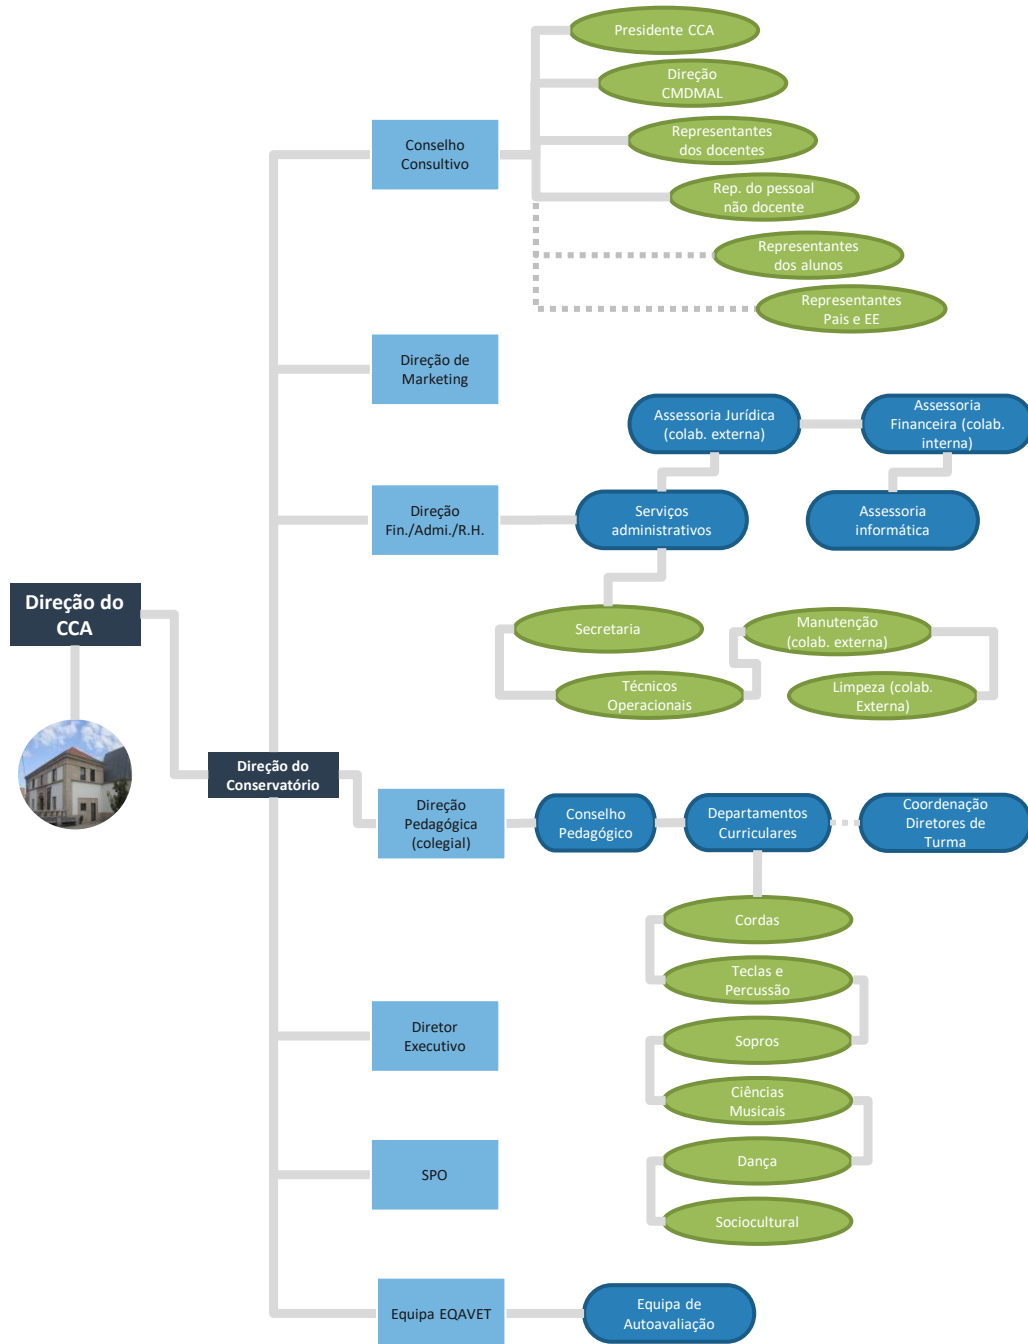 Presidente CCA
Direção
CMDMAL
Representantes
dos docentes
Conselho
Consultivo
Rep. do pessoal
não docente
Representantes
dos alunos
Representantes
Pais e EE
Direção de
Marketing
Assessoria Jurídica
(colab. externa)
Assessoria
Financeira (colab.
interna)
Direção
Fin./Admi./R.H.
Serviços
administrativos
Assessoria
informática
Direção do
CCA
Secretaria
Manutenção
(colab. externa)
Técnicos
Operacionais
Limpeza (colab.
Externa)
Direção do
Conservatório
Direção
Pedagógica
(colegial)
Conselho
Pedagógico
Departamentos
Curriculares
Coordenação
Diretores de
Turma
Cordas
Teclas e
Percussão
Sopros
Diretor
Executivo
Ciências
Musicais
Dança
SPO
Sociocultural
Equipa EQAVET
Equipa de
Autoavaliação